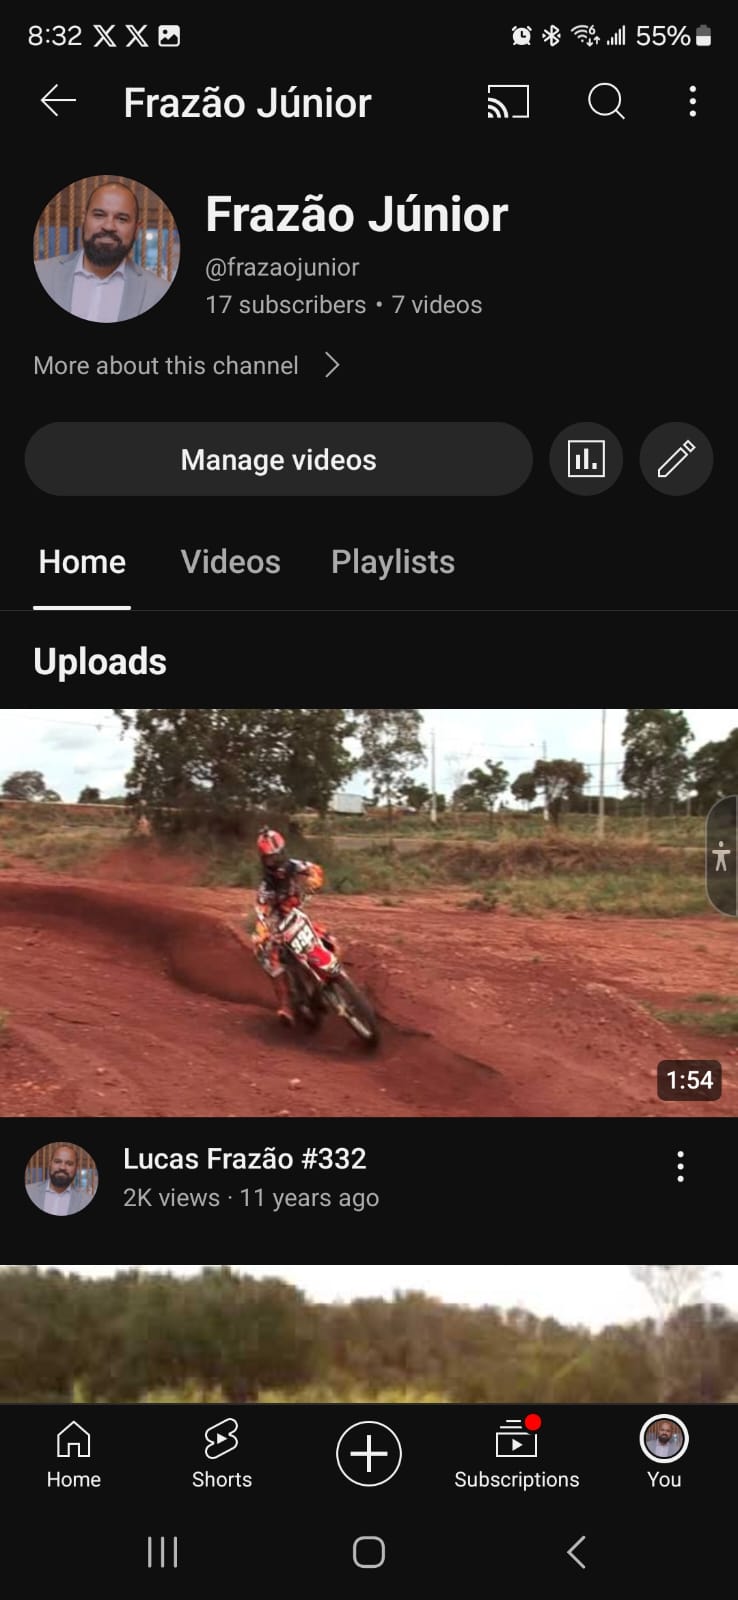 8:32
55%
Frazão Júnior
Frazão Júnior
@frazaojunior
17 subscribers • 7 videos
More about this channel
Manage videos
Home Videos Playlists
Uploads
332
1:54
Lucas Frazão #332
2K views · 11 years ago
Home Shorts Subscriptions You